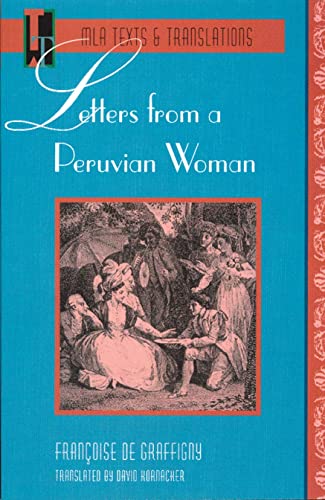 MLA TEXTS & TRANSLATIONS
Letters from a
Peruvian Woman
FRANÇOISE DE GRAFFIGNY
TRANSLATED BY DAVID KORNACKER